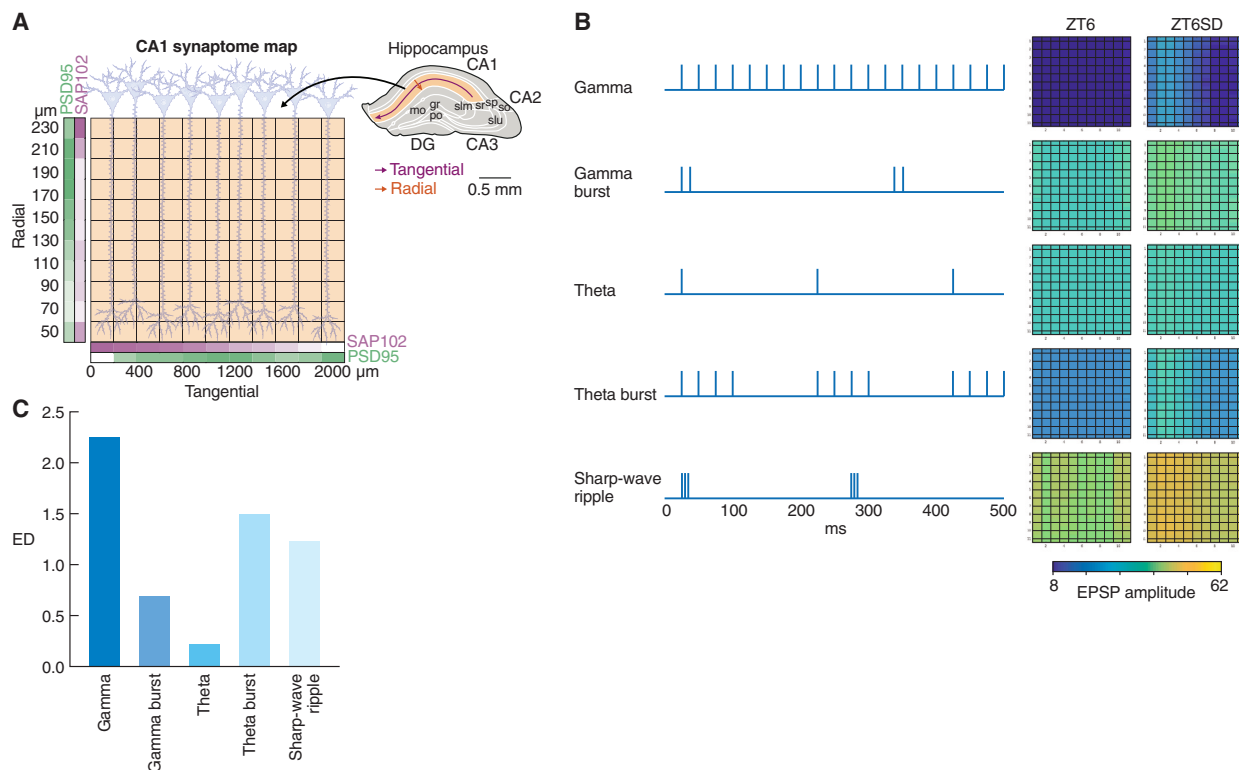 A
CA1 synaptome map
Hippocampus
CA1
CA2
CA3
DG
mo
gr
po
slm
sr
sp
so
slu
Tangential
Radial
0.5 mm
PSD95
SAP102
µm
230
210
190
170
150
130
110
90
70
50
Radial
SAP102
PSD95
0 400 800 1200 1600 2000 µm
Tangential
B
ZT6 ZT6SD
Gamma
Gamma
burst
Theta
Theta burst
Sharp-wave
ripple
0 100 200 300 400 500
ms
8 62
EPSP amplitude
C
2.5
2.0
1.5
1.0
0.5
0.0
ED
Gamma
Gamma burst
Theta
Theta burst
Sharp-wave
ripple